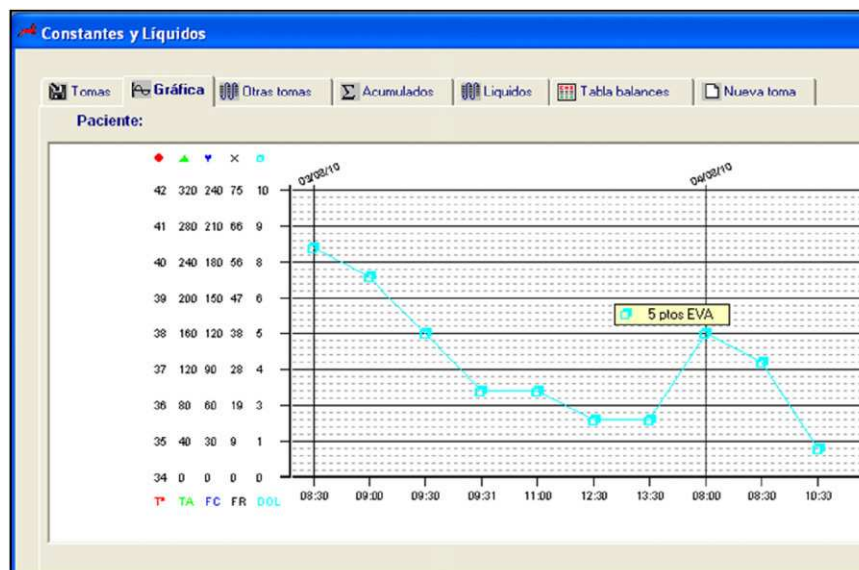 Constantes y Líquidos
Tomas Gráfica Otras tomas Acumulados Liquidos Tabla balances Nueva toma
Paciente:
03/08/10 04/08/10
42 320 240 75 10
41 280 210 66 9
40 240 180 56 8
39 200 150 47 6
5 ptos EVA
38 160 120 38 5
37 120 90 28 4
36 80 60 19 3
35 40 30 9 1
34 0 0 0 0
Tª TA FC FR DOL
08:30 09:00 09:30 09:31 11:00 12:30 13:30 08:00 08:30 10:30